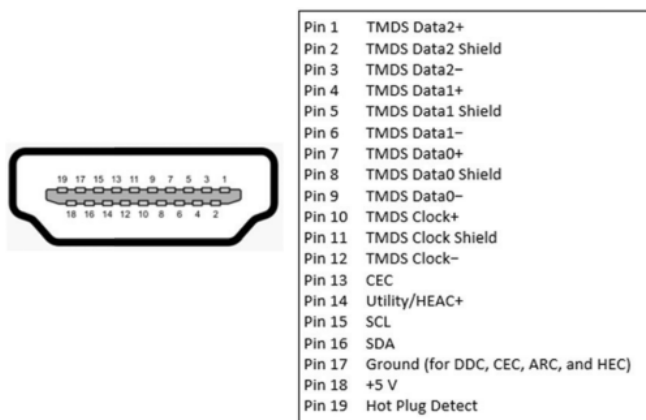 19 17 15 13 11 9 7 5 3 1
18 16 14 12 10 8 6 4 2
Pin 1 TMDS Data2+
Pin 2 TMDS Data2 Shield
Pin 3 TMDS Data2−
Pin 4 TMDS Data1+
Pin 5 TMDS Data1 Shield
Pin 6 TMDS Data1−
Pin 7 TMDS Data0+
Pin 8 TMDS Data0 Shield
Pin 9 TMDS Data0−
Pin 10 TMDS Clock+
Pin 11 TMDS Clock Shield
Pin 12 TMDS Clock−
Pin 13 CEC
Pin 14 Utility/HEAC+
Pin 15 SCL
Pin 16 SDA
Pin 17 Ground (for DDC, CEC, ARC, and HEC)
Pin 18 +5 V
Pin 19 Hot Plug Detect